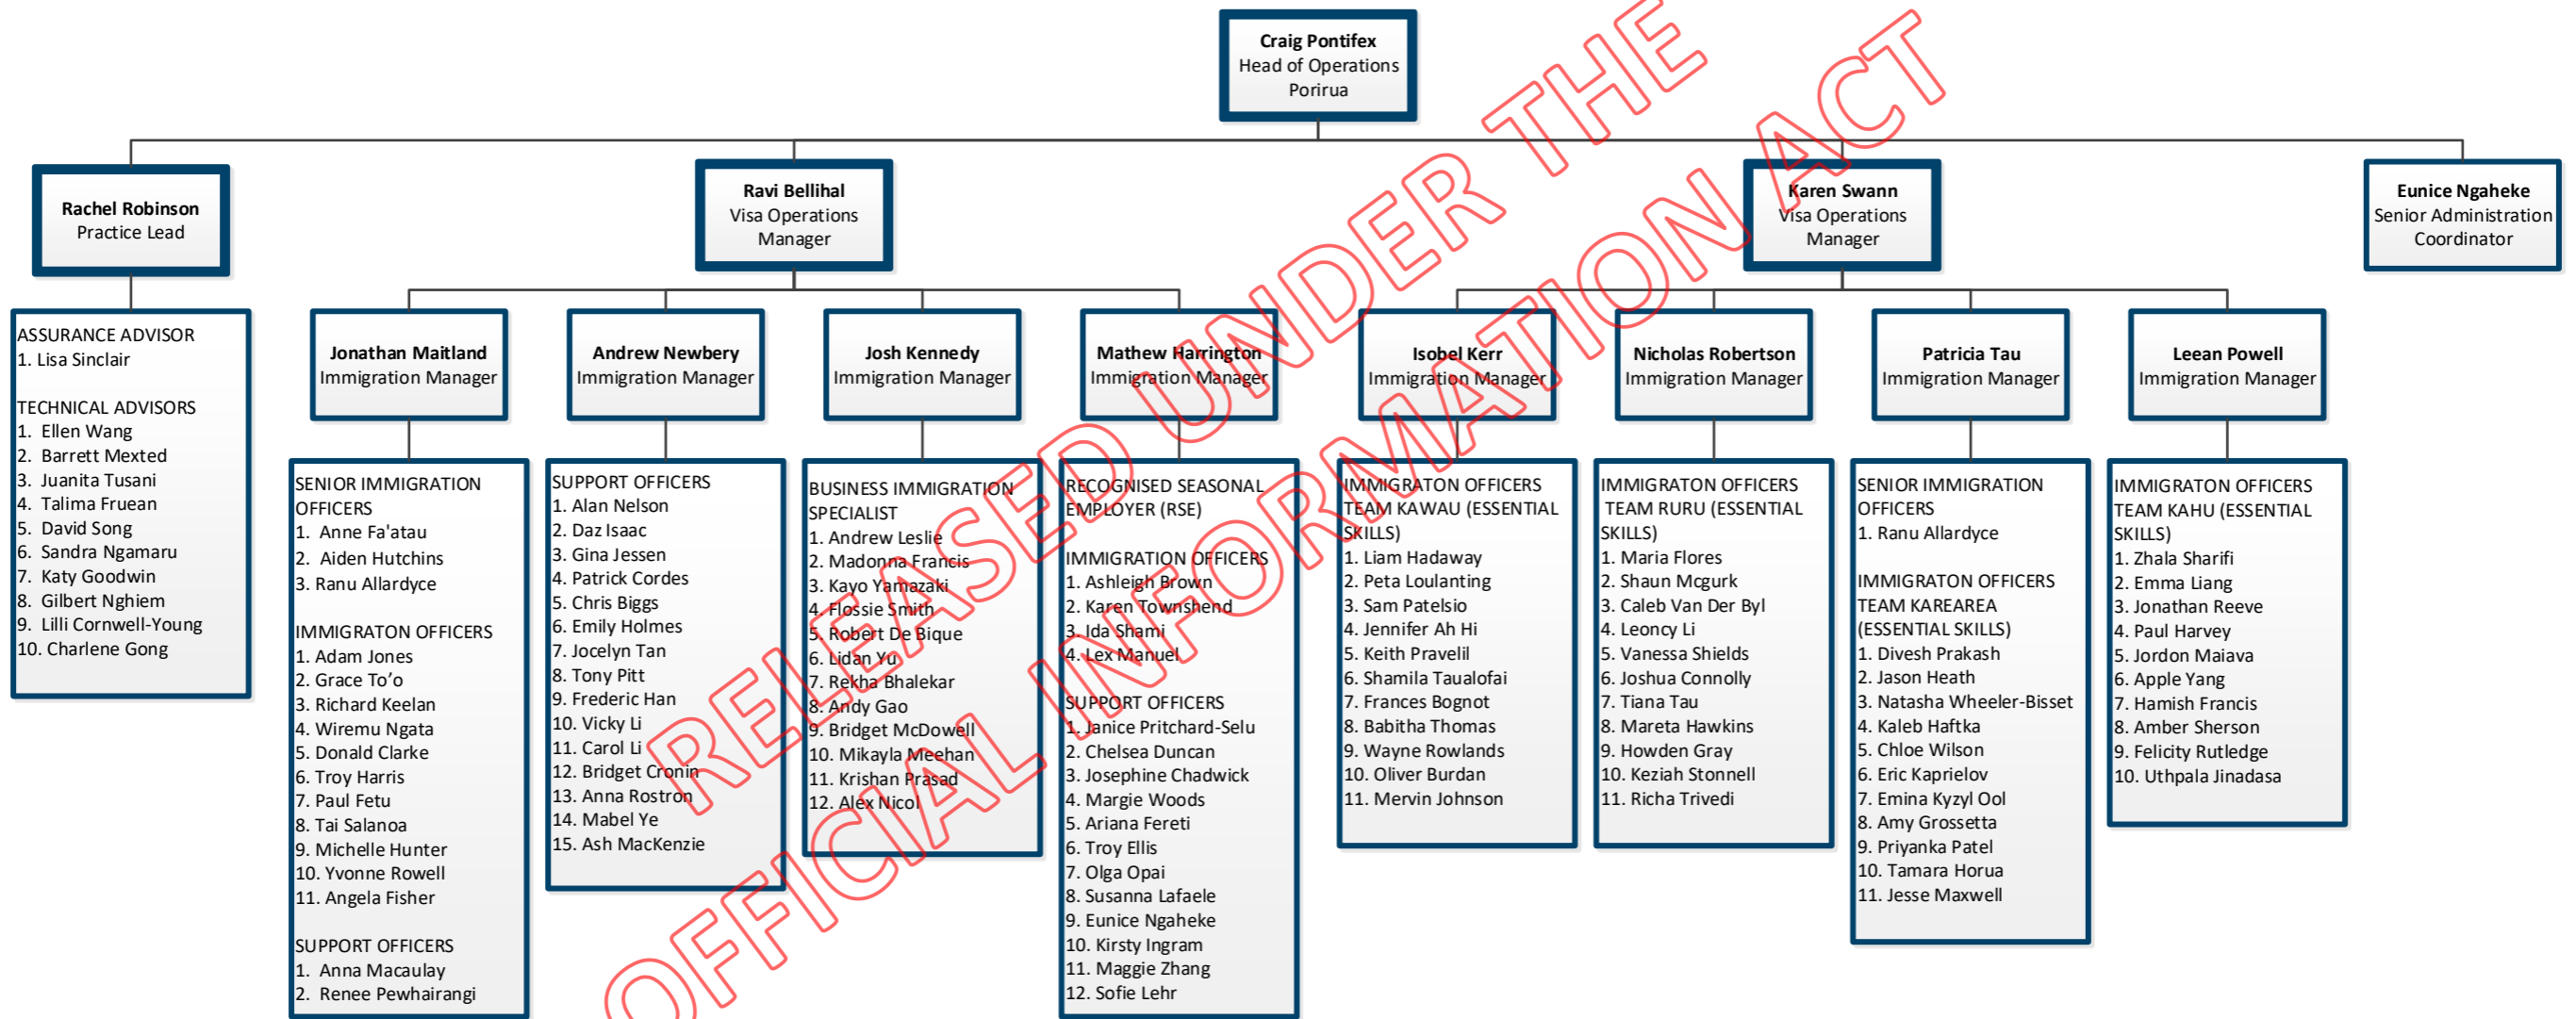 Craig Pontifex
Head of Operations
Porirua
Rachel Robinson
Practice Lead
Ravi Bellihal
Visa Operations
Manager
Karen Swann
Visa Operations
Manager
Eunice Ngaheke
Senior Administration
Coordinator
ASSURANCE ADVISOR
1. Lisa Sinclair
TECHNICAL ADVISORS
1. Ellen Wang
2. Barrett Mexted
3. Juanita Tusani
4. Talima Fruean
5. David Song
6. Sandra Ngamaru
7. Katy Goodwin
8. Gilbert Nghiem
9. Lilli Cornwell-Young
10. Charlene Gong
Jonathan Maitland
Immigration Manager
SENIOR IMMIGRATION
OFFICERS
1. Anne Fa'atau
2. Aiden Hutchins
3. Ranu Allardyce
IMMIGRATON OFFICERS
1. Adam Jones
2. Grace To’o
3. Richard Keelan
4. Wiremu Ngata
5. Donald Clarke
6. Troy Harris
7. Paul Fetu
8. Tai Salanoa
9. Michelle Hunter
10. Yvonne Rowell
11. Angela Fisher
SUPPORT OFFICERS
1. Anna Macaulay
2. Renee Pewhairangi
Andrew Newbery
Immigration Manager
SUPPORT OFFICERS
1. Alan Nelson
2. Daz Isaac
3. Gina Jessen
4. Patrick Cordes
5. Chris Biggs
6. Emily Holmes
7. Jocelyn Tan
8. Tony Pitt
9. Frederic Han
10. Vicky Li
11. Carol Li
12. Bridget Cronin
13. Anna Rostron
14. Mabel Ye
15. Ash MacKenzie
Josh Kennedy
Immigration Manager
BUSINESS IMMIGRATION
SPECIALIST
1. Andrew Leslie
2. Madonna Francis
3. Kayo Yamazaki
4. Flossie Smith
5. Robert De Bique
6. Lidan Yu
7. Rekha Bhalekar
8. Andy Gao
9. Bridget McDowell
10. Mikayla Meehan
11. Krishan Prasad
12. Alex Nicol
Mathew Harrington
Immigration Manager
RECOGNISED SEASONAL
EMPLOYER (RSE)
IMMIGRATION OFFICERS
1. Ashleigh Brown
2. Karen Townshend
3. Ida Shami
4. Lex Manuel
SUPPORT OFFICERS
1. Janice Pritchard-Selu
2. Chelsea Duncan
3. Josephine Chadwick
4. Margie Woods
5. Ariana Fereti
6. Troy Ellis
7. Olga Opai
8. Susanna Lafaele
9. Eunice Ngaheke
10. Kirsty Ingram
11. Maggie Zhang
12. Sofie Lehr
Isobel Kerr
Immigration Manager
IMMIGRATON OFFICERS
TEAM KAWAU (ESSENTIAL
SKILLS)
1. Liam Hadaway
2. Peta Loulanting
3. Sam Patelsio
4. Jennifer Ah Hi
5. Keith Pravelil
6. Shamila Taualofai
7. Frances Bognot
8. Babitha Thomas
9. Wayne Rowlands
10. Oliver Burdan
11. Mervin Johnson
Nicholas Robertson
Immigration Manager
IMMIGRATON OFFICERS
TEAM RURU (ESSENTIAL
SKILLS)
1. Maria Flores
2. Shaun Mcgurk
3. Caleb Van Der Byl
4. Leoncy Li
5. Vanessa Shields
6. Joshua Connolly
7. Tiana Tau
8. Mareta Hawkins
9. Howden Gray
10. Keziah Stonnell
11. Richa Trivedi
Patricia Tau
Immigration Manager
SENIOR IMMIGRATION
OFFICERS
1. Ranu Allardyce
IMMIGRATON OFFICERS
TEAM KAREAREA
(ESSENTIAL SKILLS)
1. Divesh Prakash
2. Jason Heath
3. Natasha Wheeler-Bisset
4. Kaleb Haftka
5. Chloe Wilson
6. Eric Kaprielov
7. Emina Kyzyl Ool
8. Amy Grossetta
9. Priyanka Patel
10. Tamara Horua
11. Jesse Maxwell
Leean Powell
Immigration Manager
IMMIGRATON OFFICERS
TEAM KAHU (ESSENTIAL
SKILLS)
1. Zhala Sharifi
2. Emma Liang
3. Jonathan Reeve
4. Paul Harvey
5. Jordon Maiava
6. Apple Yang
7. Hamish Francis
8. Amber Sherson
9. Felicity Rutledge
10. Uthpala Jinadasa
RELEASED UNDER THE
OFFICIAL INFORMATION ACT